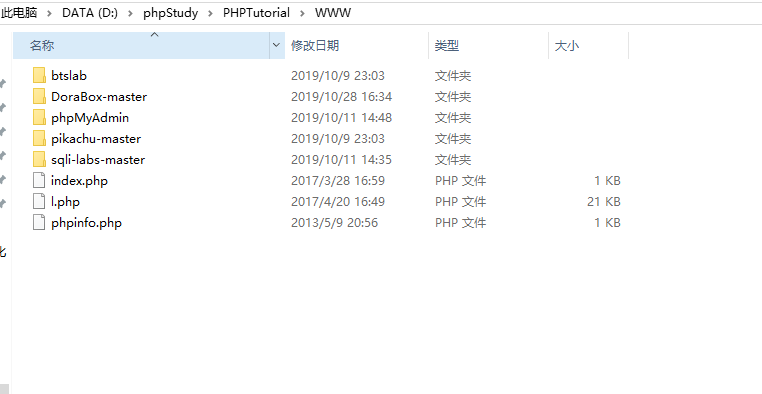 此电脑 > DATA (D:) > phpStudy > PHPTutorial > WWW
名称 修改日期 类型 大小
btslab 2019/10/9 23:03 文件夹
DoraBox-master 2019/10/28 16:34 文件夹
phpMyAdmin 2019/10/11 14:48 文件夹
pikachu-master 2019/10/9 23:03 文件夹
sqli-labs-master 2019/10/11 14:35 文件夹
index.php 2017/3/28 16:59 PHP 文件 1 KB
l.php 2017/4/20 16:49 PHP 文件 21 KB
phpinfo.php 2013/5/9 20:56 PHP 文件 1 KB